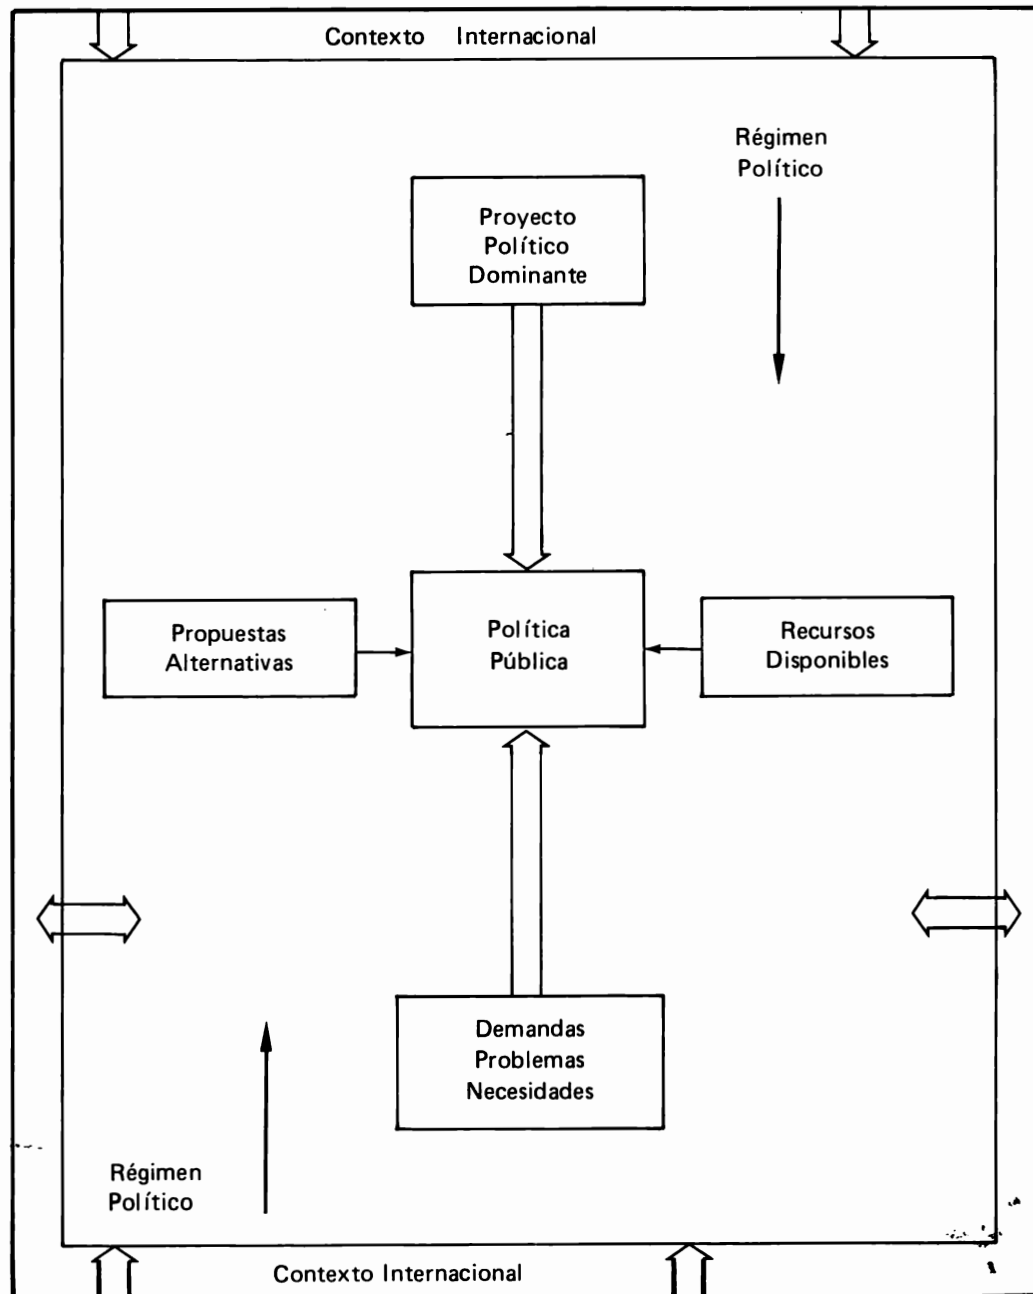 Contexto Internacional
Régimen
Político
Proyecto
Político
Dominante
Propuestas
Alternativas
Política
Pública
Recursos
Disponibles
Demandas
Problemas
Necesidades
Régimen
Político
Contexto Internacional